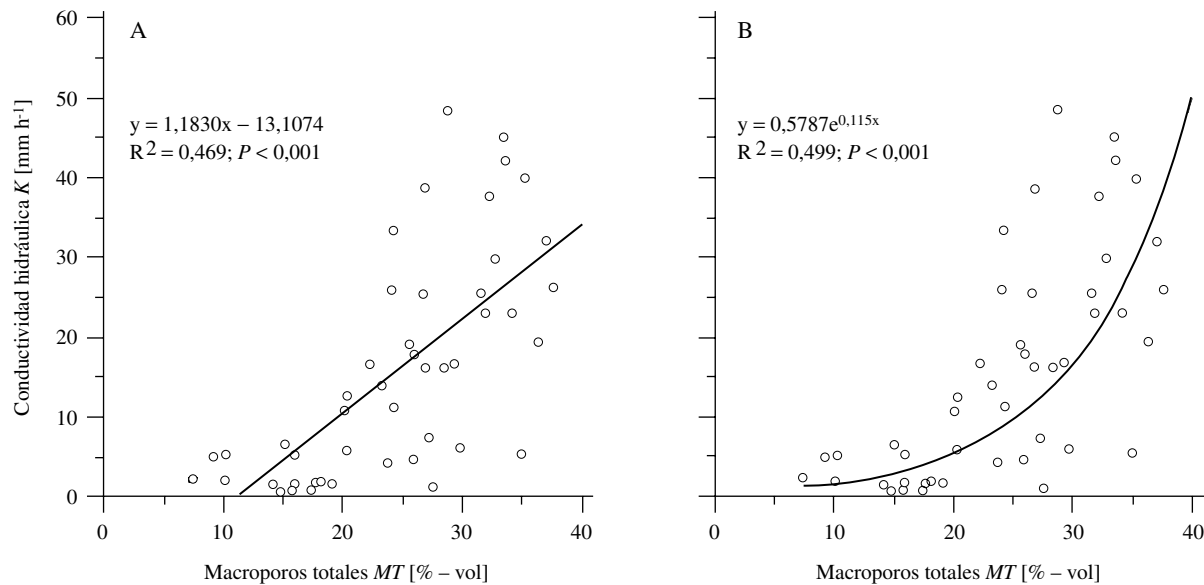 A
y = 1,1830x − 13,1074
R² = 0,469; P < 0,001
60
50
40
30
20
10
0
Conductividad hidráulica K [mm h⁻¹]
0 10 20 30 40
Macroporos totales MT [% – vol]
B
y = 0,5787e^0,115x
R² = 0,499; P < 0,001
0 10 20 30 40
Macroporos totales MT [% – vol]